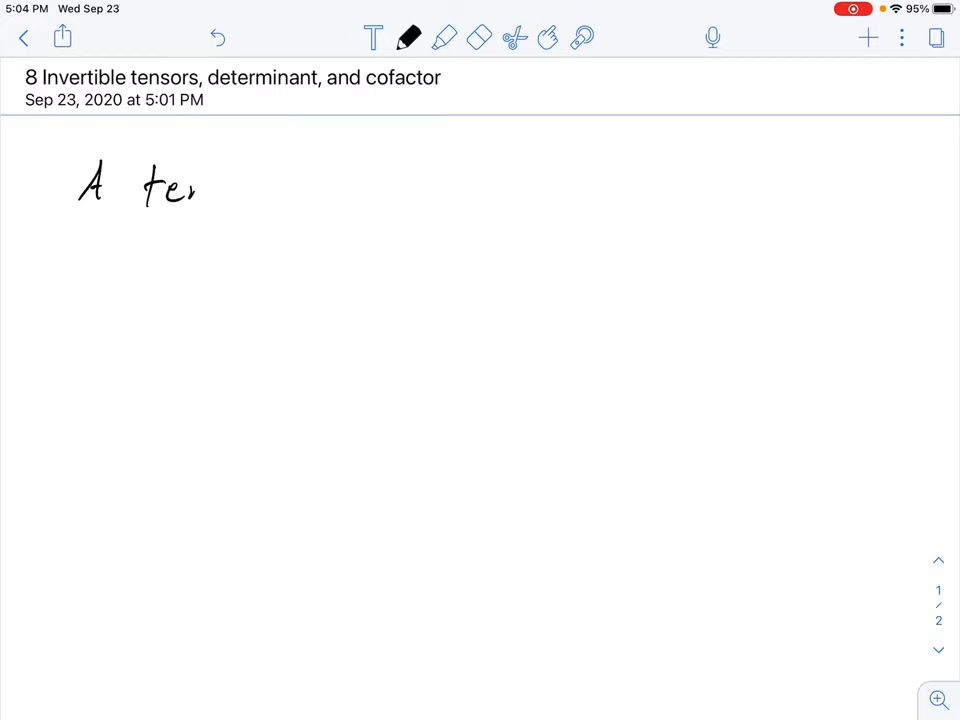 5:04 PM Wed Sep 23
95%
8 Invertible tensors, determinant, and cofactor
Sep 23, 2020 at 5:01 PM
A ten
1
/
2